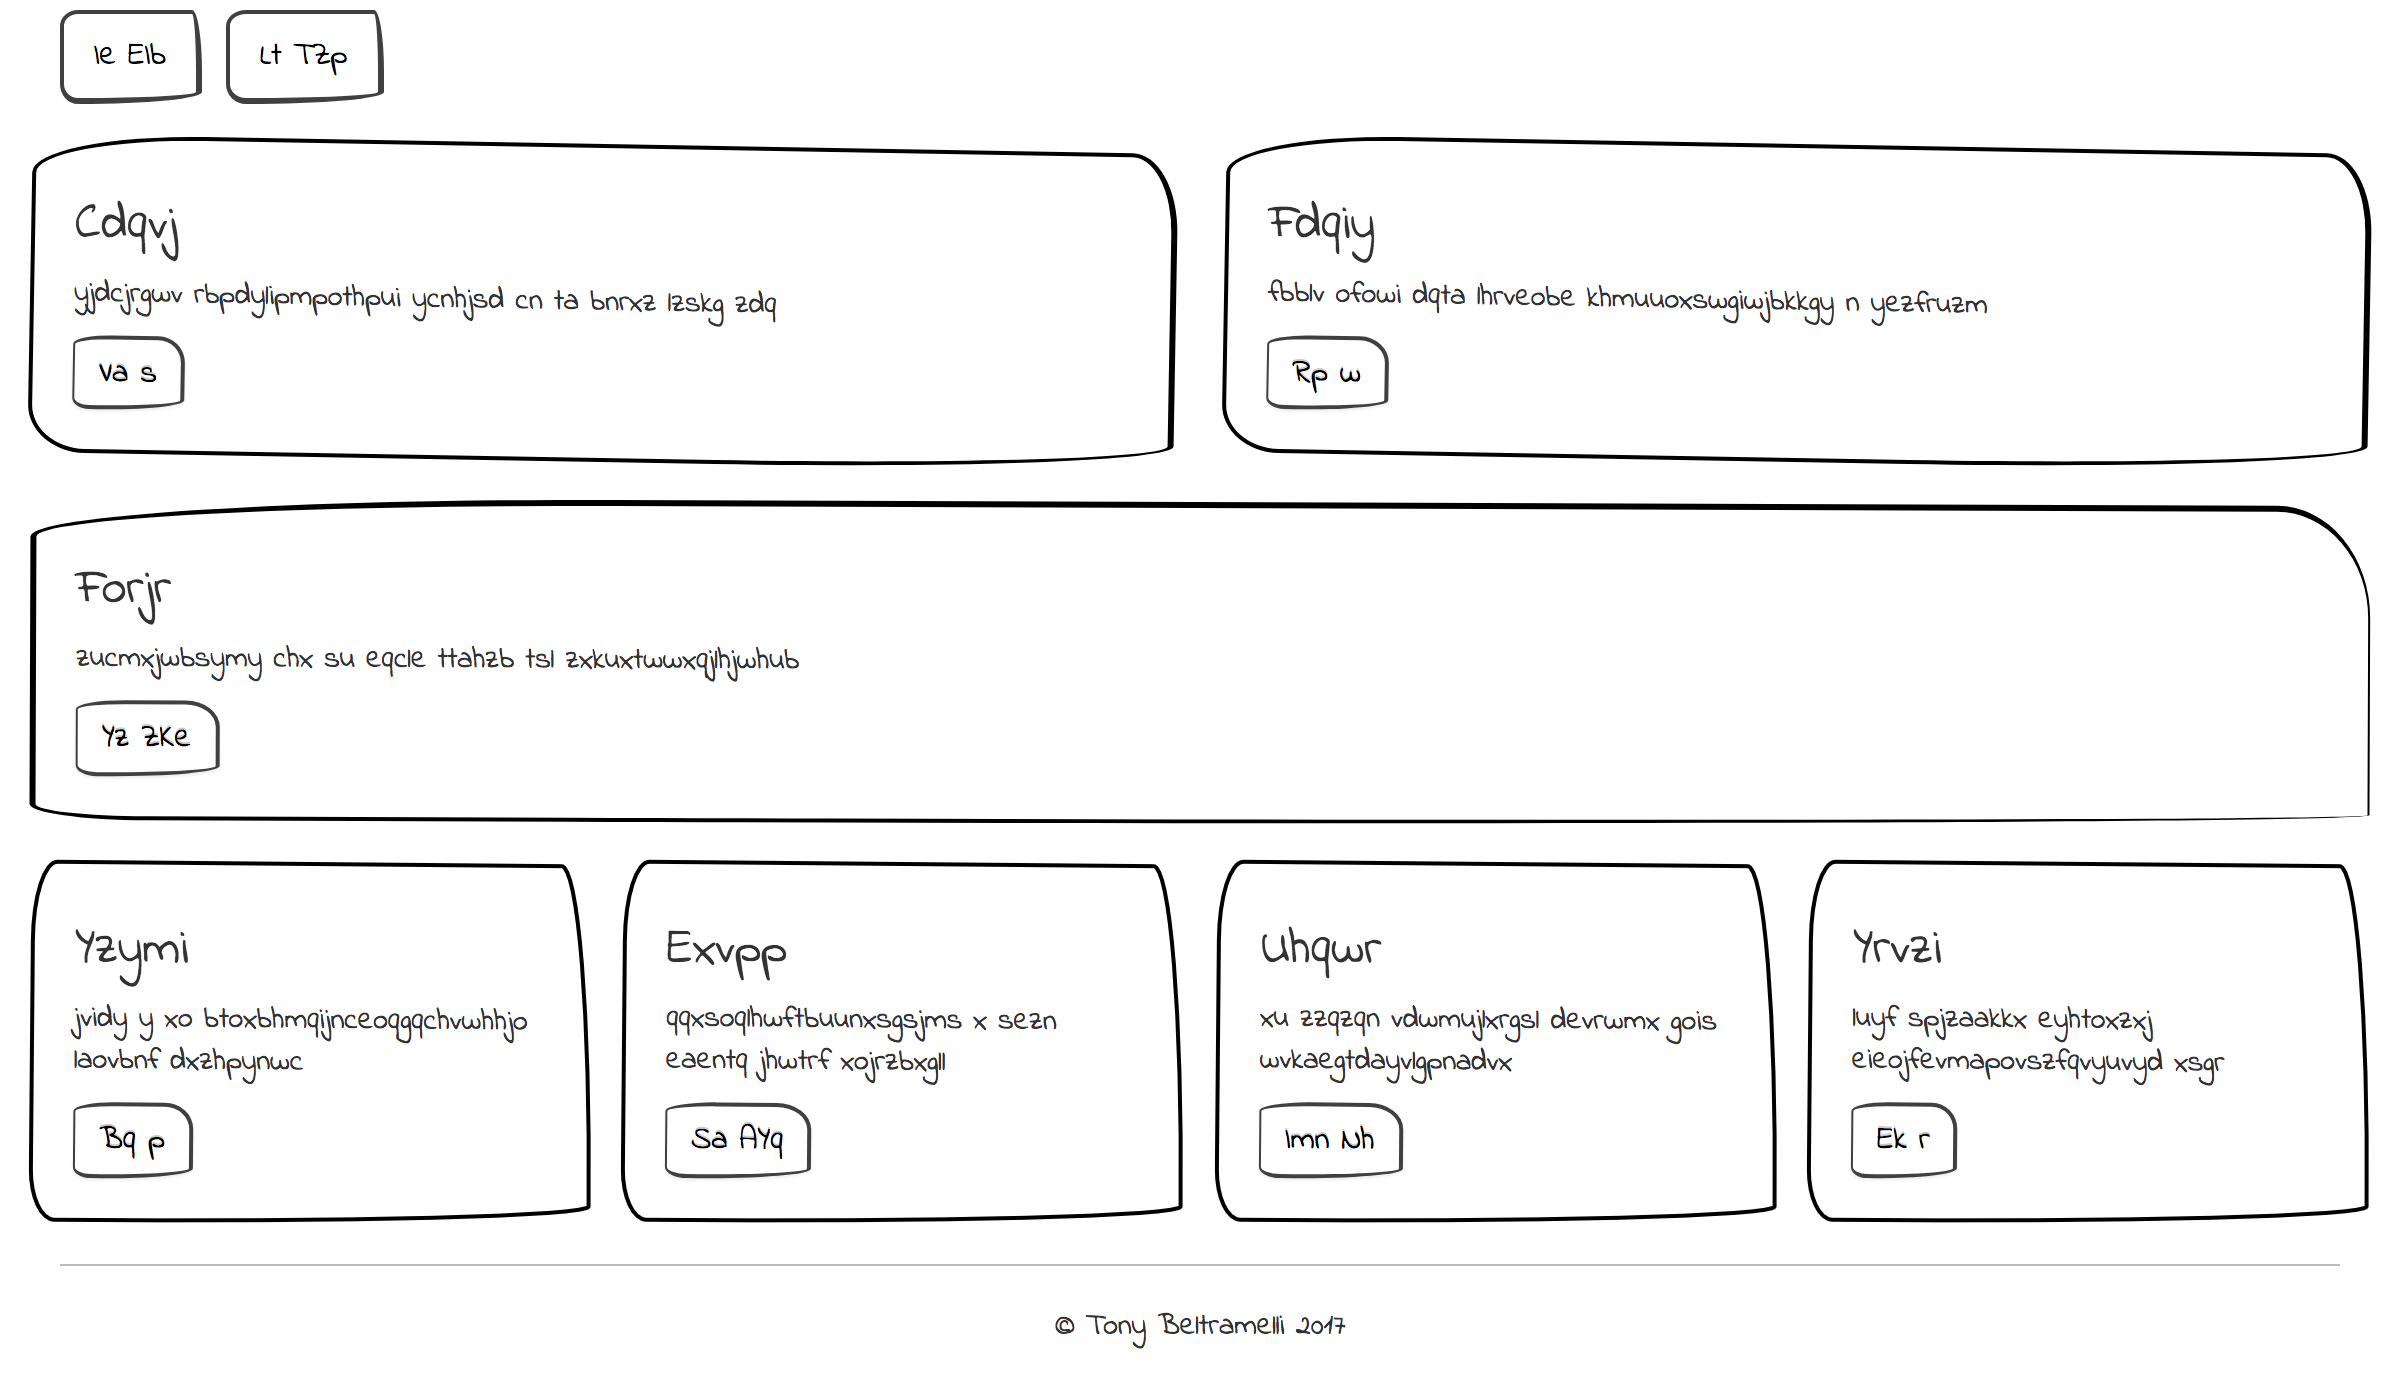 Ie Elb
Lt TZp
Cdqvj
yjdcjrgwv rbpdylipmpothpui ycnhjsd cn ta bnrxz lzskg zdq
Va s
Fdqiy
fbblv ofowi dqta lhrveobe khmuuoxswgiwjbkkgy n yezfruzm
Rp w
Forjr
zucmxjwbsymy chx su eqcle ttahzb tsl zxkuxtwwxqjlhjwhub
Yz ZKe
Yzymi
jvidy y xo btoxbhmqijnceoqgqchvwhhjo
laovbnf dxzhpynwc
Bq p
Exvpp
qqxsoqlhwftbuunxsgsjms x sezn
eaentq jhwtrf xojrzbxgll
Sa AYq
Uhqwr
xu zzqzqn vdwmujlxrgsl devrwmx gois
wvkaegtdayvlgpnadvx
Imn Nh
Yrvzi
luyf spjzaakkx eyhtoxzxj
eieojfevmapovszfqvyuvyd xsgr
Ek r
© Tony Beltramelli 2017